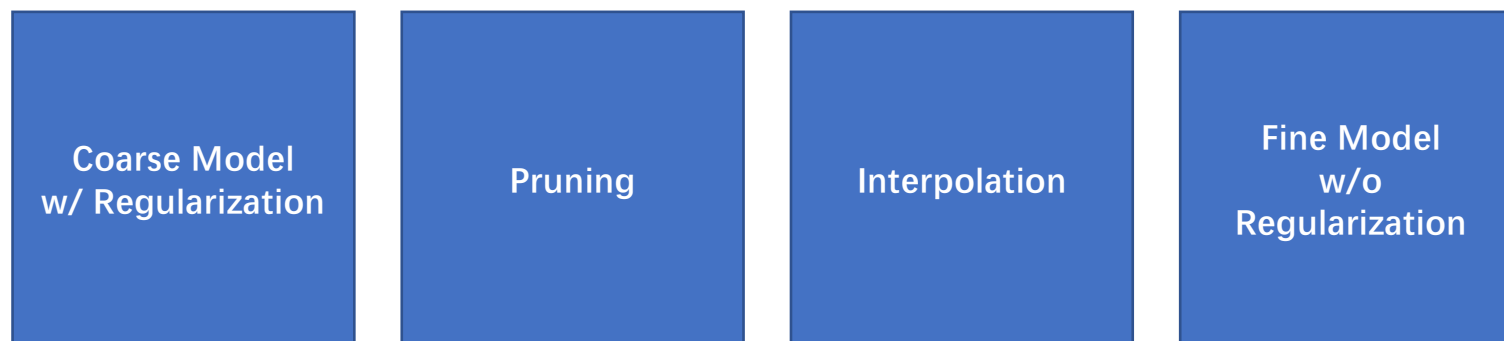 Coarse Model
w/ Regularization
Pruning
Interpolation
Fine Model
w/o
Regularization